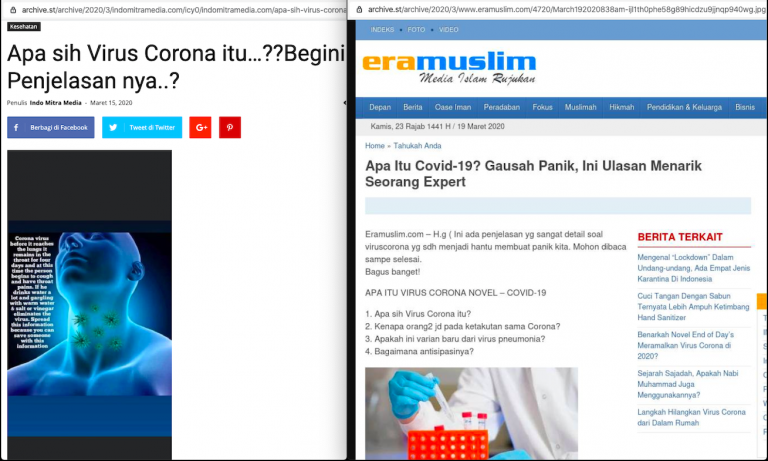 archive.st/archive/2020/3/indomitramedia.com/icy0/indomitramedia.com/apa-sih-virus-corona
Kesehatan
Apa sih Virus Corona itu...??Begini
Penjelasan nya..?
Penulis Indo Mitra Media - Maret 15, 2020
Berbagi di Facebook
Tweet di Twitter
G+
Corona virus
before it reaches
the lungs it
remains in the
throat for four
days and at this
time the person
begins to cough
and have throat
pains. If he
drinks water a
lot and gargling
with warm water
& salt or vinegar
eliminates the
virus. Spread
this information
because you can
save someone
with this
information
archive.st/archive/2020/3/www.eramuslim.com/4720/March192020838am-jl1th0phe58g89hicdzu9jjnqp940wg.jpg
INDEKS
FOTO
VIDEO
eramuslim
Media Islam Rujukan
Depan
Berita
Oase Iman
Peradaban
Fokus
Muslimah
Hikmah
Pendidikan & Keluarga
Bisnis
Kamis, 23 Rajab 1441 H / 19 Maret 2020
Home » Tahukah Anda
Apa Itu Covid-19? Gausah Panik, Ini Ulasan Menarik
Seorang Expert
Eramuslim.com – H.g ( Ini ada penjelasan yg sangat detail soal
viruscorona yg sdh menjadi hantu membuat panik kita. Mohon dibaca
sampe selesai.
Bagus banget!
APA ITU VIRUS CORONA NOVEL – COVID-19
1. Apa sih Virus Corona itu?
2. Kenapa orang2 jd pada ketakutan sama Corona?
3. Apakah ini varian baru dari virus pneumonia?
4. Bagaimana antisipasinya?
BERITA TERKAIT
Mengenal “Lockdown” Dalam
Undang-undang, Ada Empat Jenis
Karantina Di Indonesia
Cuci Tangan Dengan Sabun
Ternyata Lebih Ampuh Ketimbang
Hand Sanitizer
Benarkah Novel End of Day’s
Meramalkan Virus Corona di
2020?
Sejarah Sajadah, Apakah Nabi
Muhammad Juga
Menggunakannya?
Langkah Hilangkan Virus Corona
dari Dalam Rumah